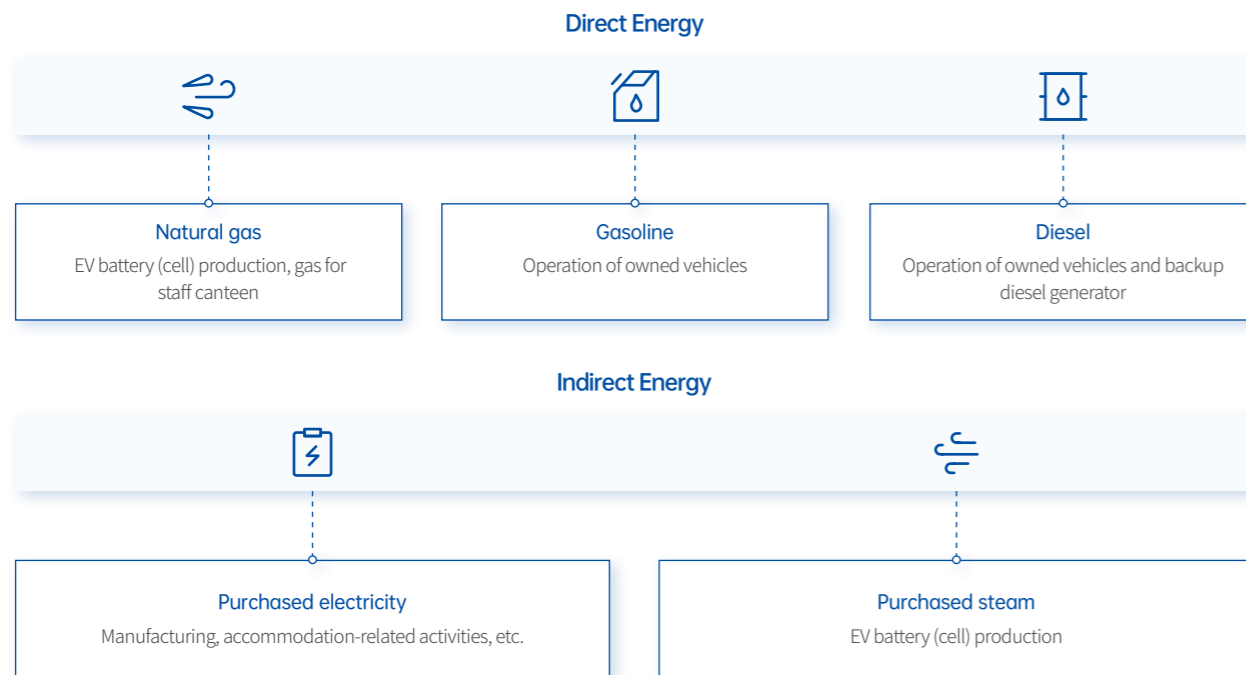 Direct Energy
Natural gas
EV battery (cell) production, gas for
staff canteen
Gasoline
Operation of owned vehicles
Diesel
Operation of owned vehicles and backup
diesel generator
Indirect Energy
Purchased electricity
Manufacturing, accommodation-related activities, etc.
Purchased steam
EV battery (cell) production